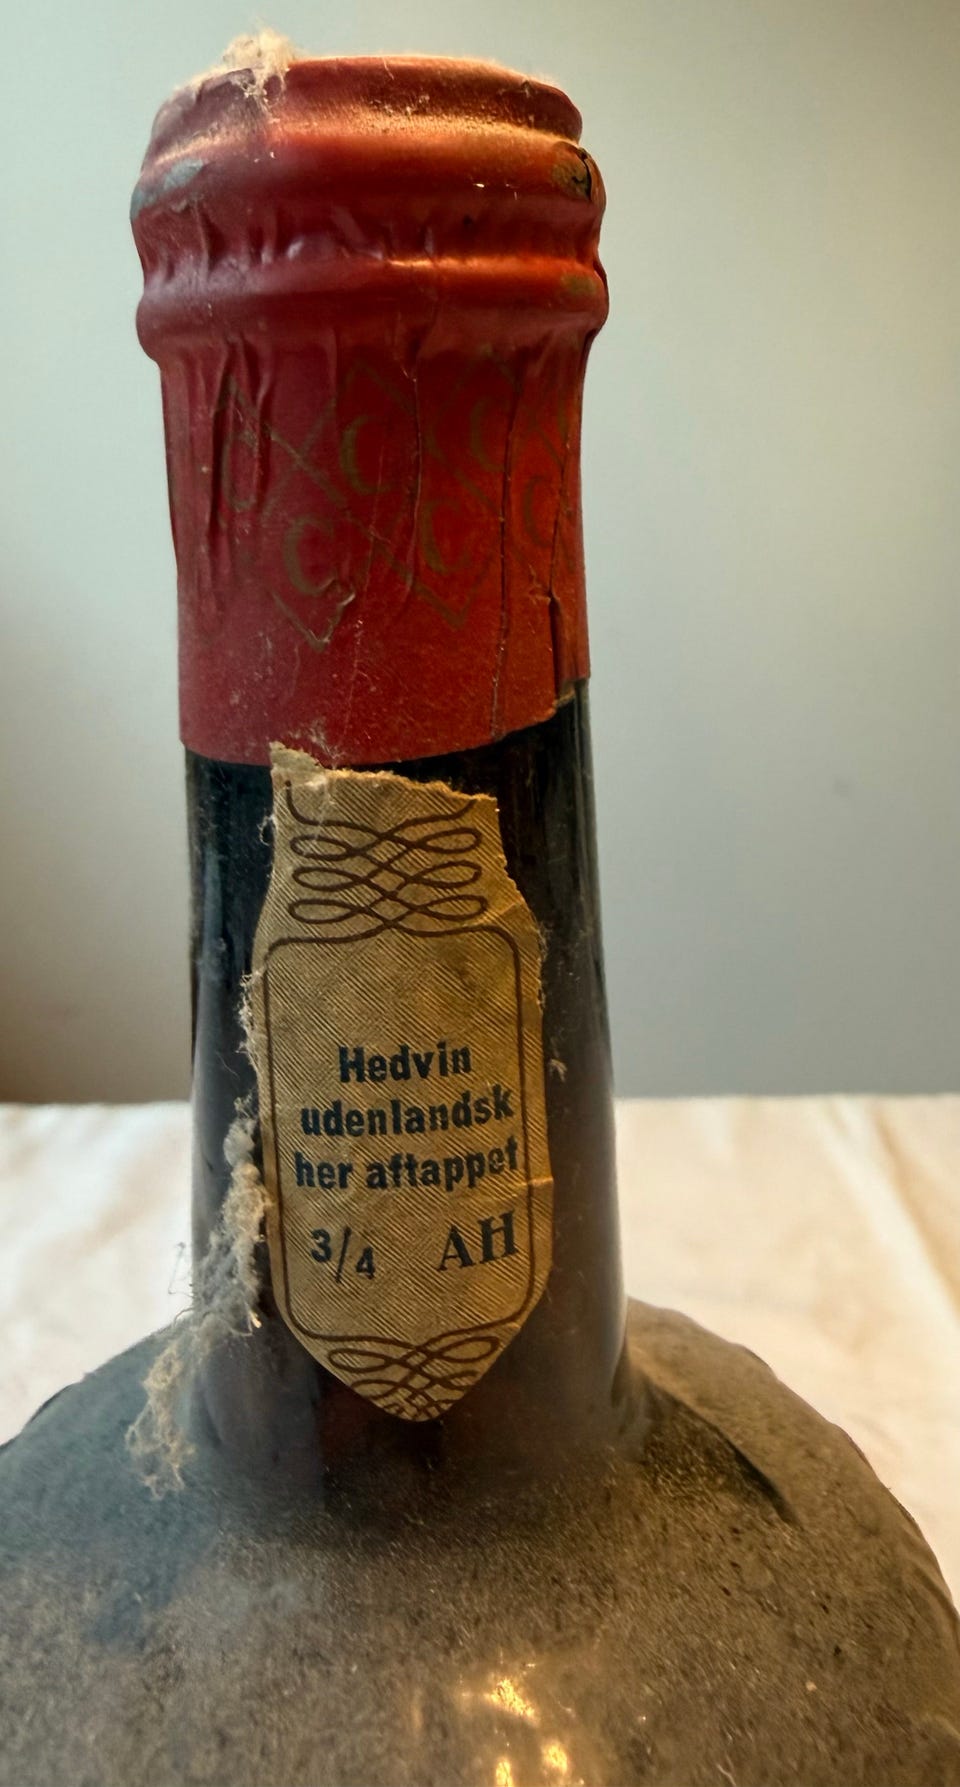 C C C
C C C
Hedvin
udenlandsk
her aftappet
3/4 AH